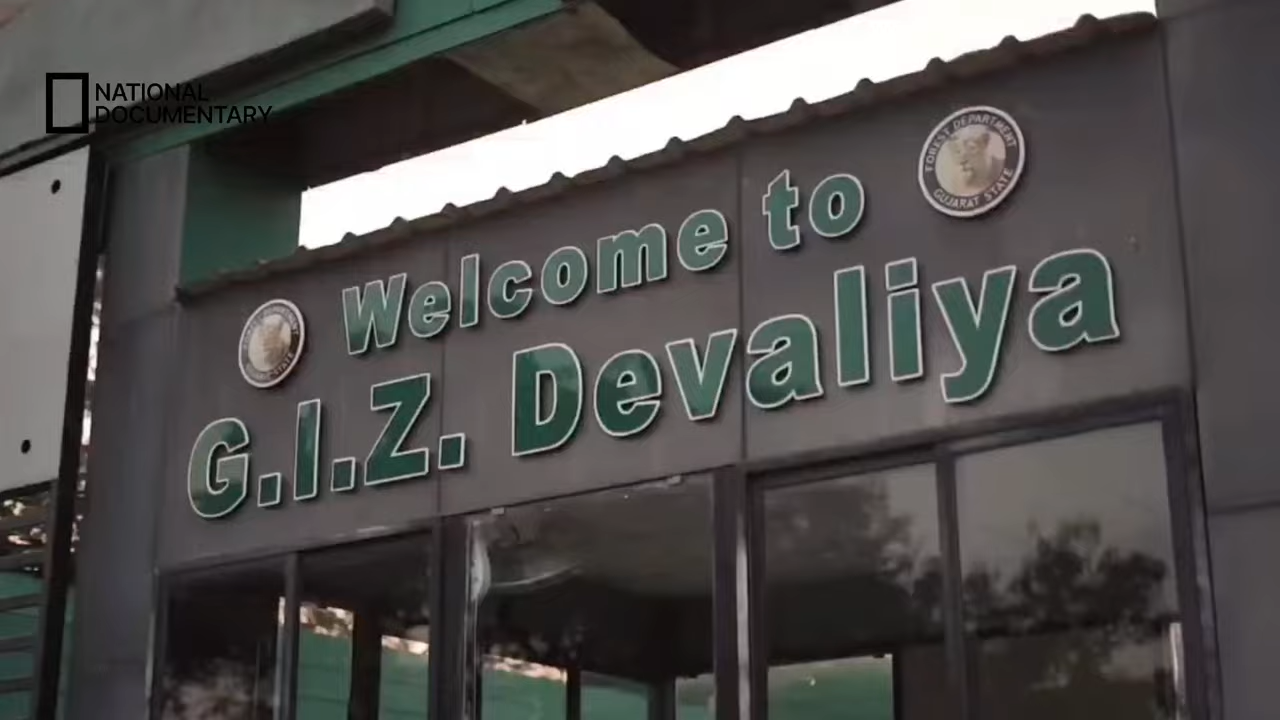 NATIONAL
DOCUMENTARY
Welcome to
G.I.Z. Devaliya
FOREST DEPARTMENT
GUJARAT STATE